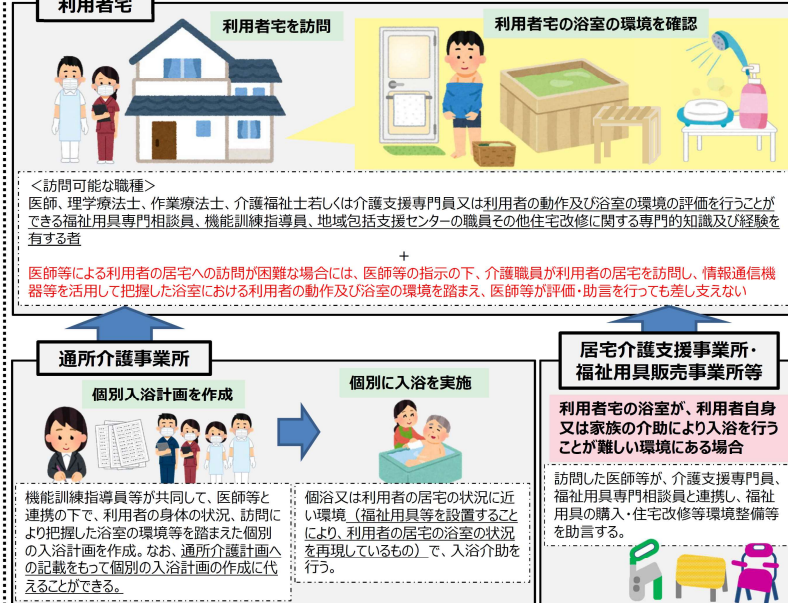 利用者宅
利用者宅を訪問
利用者宅の浴室の環境を確認
＜訪問可能な職種＞
医師、理学療法士、作業療法士、介護福祉士若しくは介護支援専門員又は利用者の動作及び浴室の環境の評価を行うことが
できる福祉用具専門相談員、機能訓練指導員、地域包括支援センターの職員その他住宅改修に関する専門的知識及び経験を
有する者
+
医師等による利用者の居宅への訪問が困難な場合には、医師等の指示の下、介護職員が利用者の居宅を訪問し、情報通信機
器等を活用して把握した浴室における利用者の動作及び浴室の環境を踏まえ、医師等が評価・助言を行っても差し支えない
通所介護事業所
個別入浴計画を作成
個別に入浴を実施
機能訓練指導員等が共同して、医師等と
連携の下で、利用者の身体の状況、訪問に
より把握した浴室の環境等を踏まえた個別
の入浴計画を作成。なお、通所介護計画へ
の記載をもって個別の入浴計画の作成に代
えることができる。
個浴又は利用者の居宅の状況に近
い環境（福祉用具等を設置すること
により、利用者の居宅の浴室の状況
を再現しているもの）で、入浴介助を
行う。
居宅介護支援事業所・
福祉用具販売事業所等
利用者宅の浴室が、利用者自身
又は家族の介助により入浴を行う
ことが難しい環境にある場合
訪問した医師等が、介護支援専門員、
福祉用具専門相談員と連携し、福祉
用具の購入・住宅改修等環境整備等
を助言する。